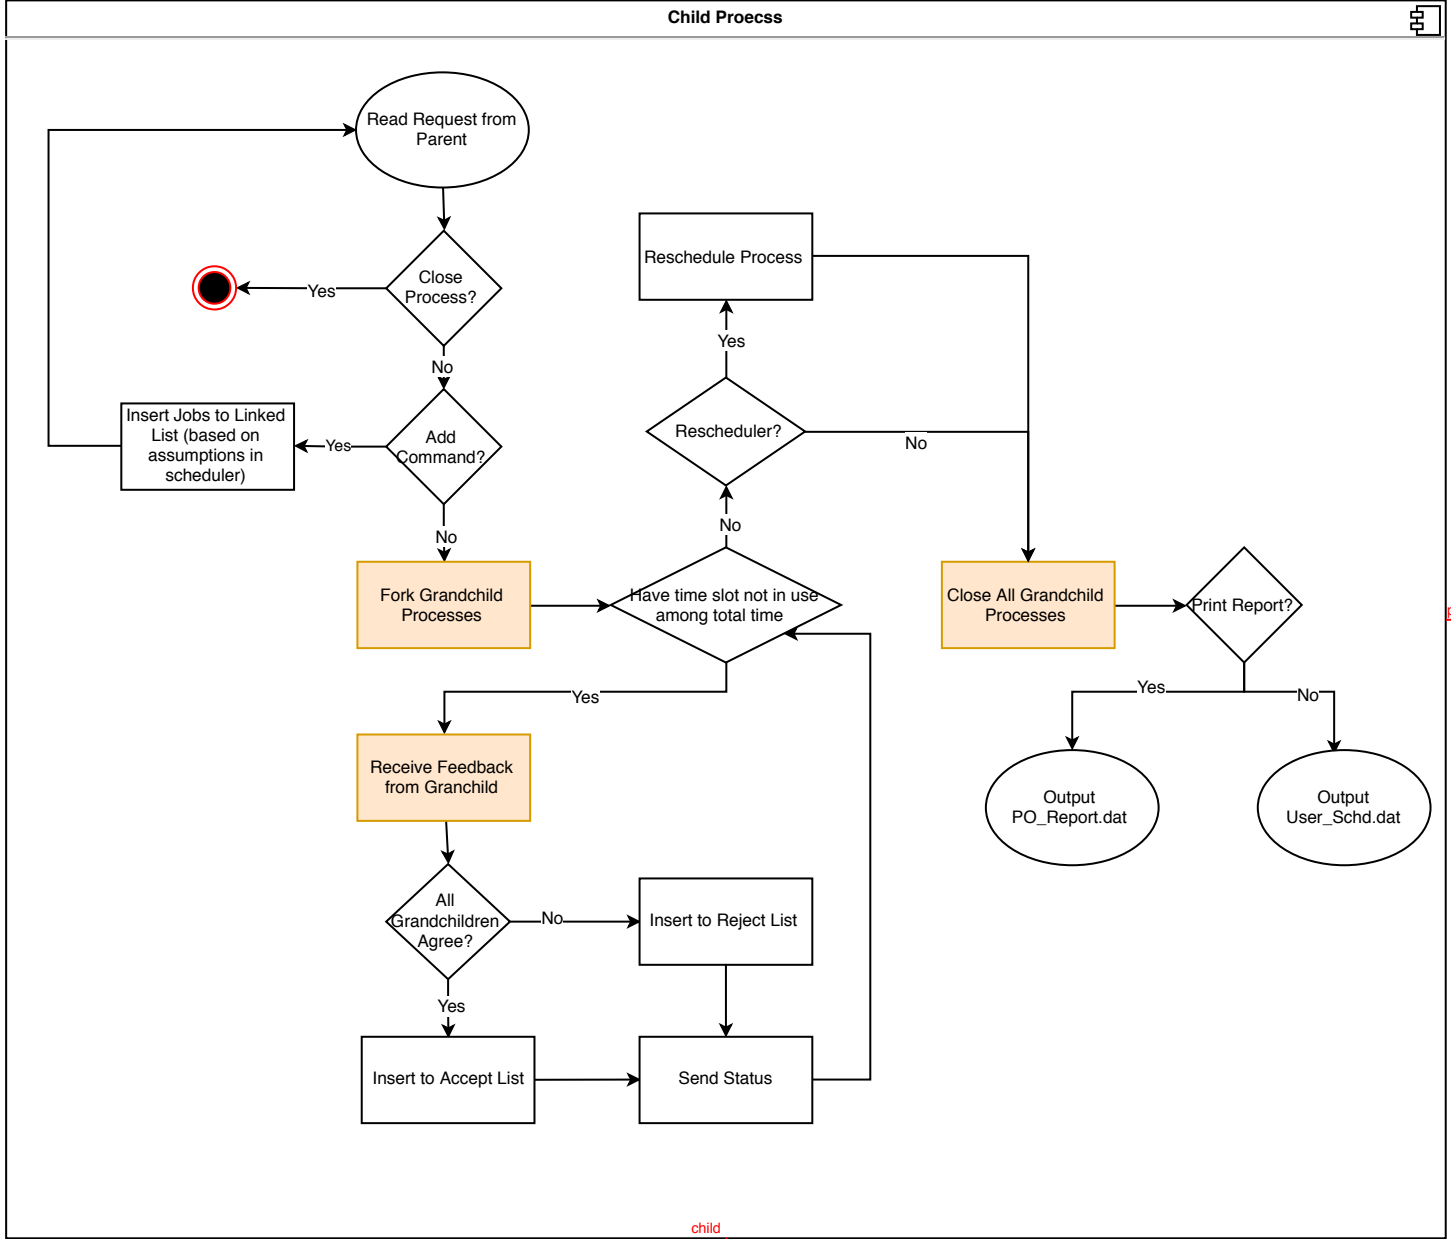 Child Proecss
Read Request from
Parent
Close
Process?
Yes
No
Add
Command?
Yes
Insert Jobs to Linked
List (based on
assumptions in
scheduler)
No
Fork Grandchild
Processes
Have time slot not in use
among total time
No
Rescheduler?
Yes
Reschedule Process
No
Close All Grandchild
Processes
Print Report?
Yes
No
Output
PO_Report.dat
Output
User_Schd.dat
Yes
Receive Feedback
from Granchild
All
Grandchildren
Agree?
No
Insert to Reject List
Yes
Insert to Accept List
Send Status
child